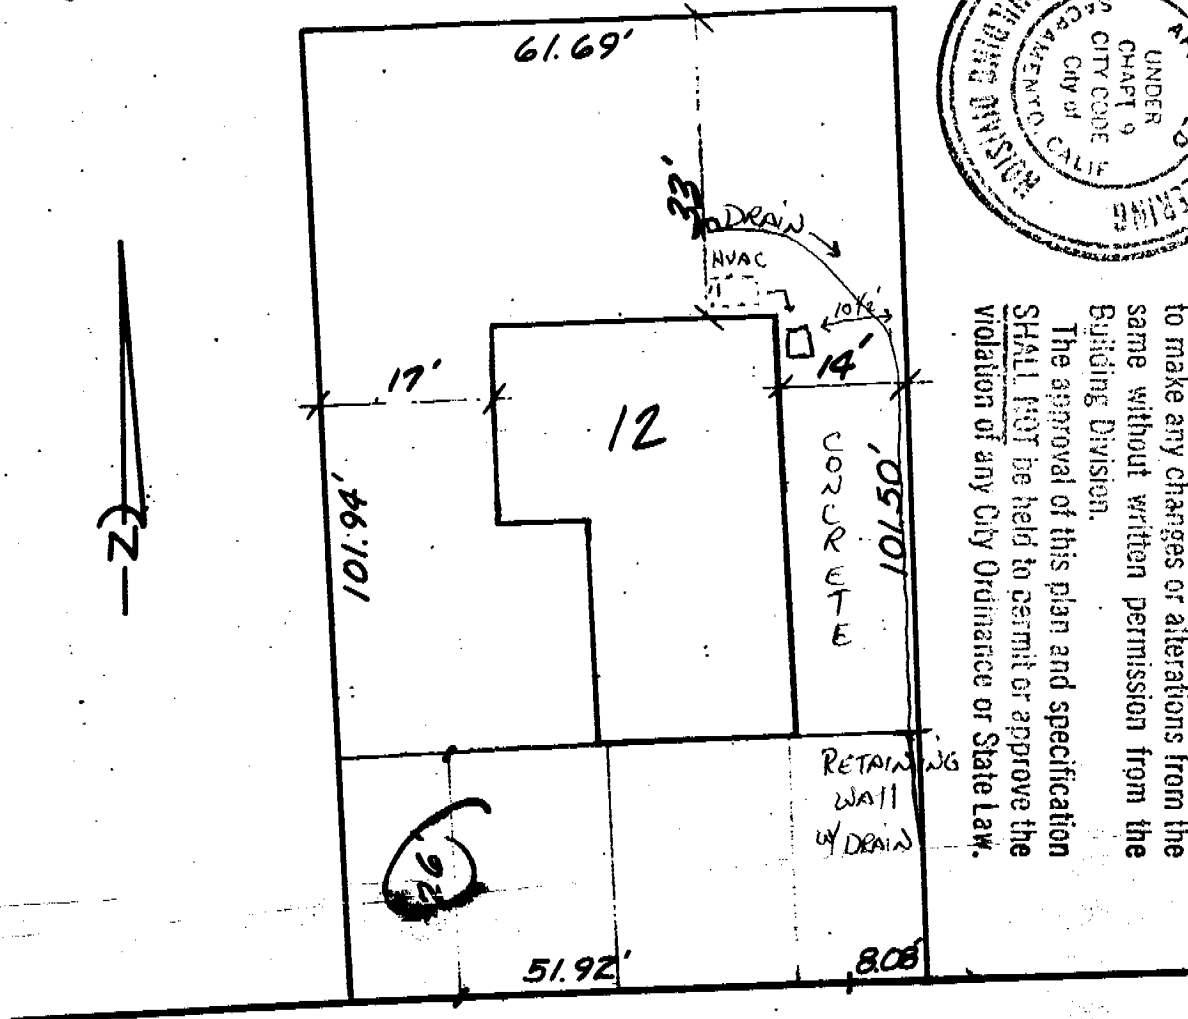 61.69'
33'
DRAIN
HVAC
10½'
14'
17'
12
CONCRETE
101.94'
101.50'
N
RETAINING
WALL
W/ DRAIN
26
51.92'
8.08'
UNDER
CHAPT 9
CITY CODE
City of
SACRAMENTO, CALIF
BUILDING DIVISION
to make any changes or alterations from the
same without written permission from the
Building Division.
The approval of this plan and specification
SHALL NOT be held to permit or approve the
violation of any City Ordinance or State Law.